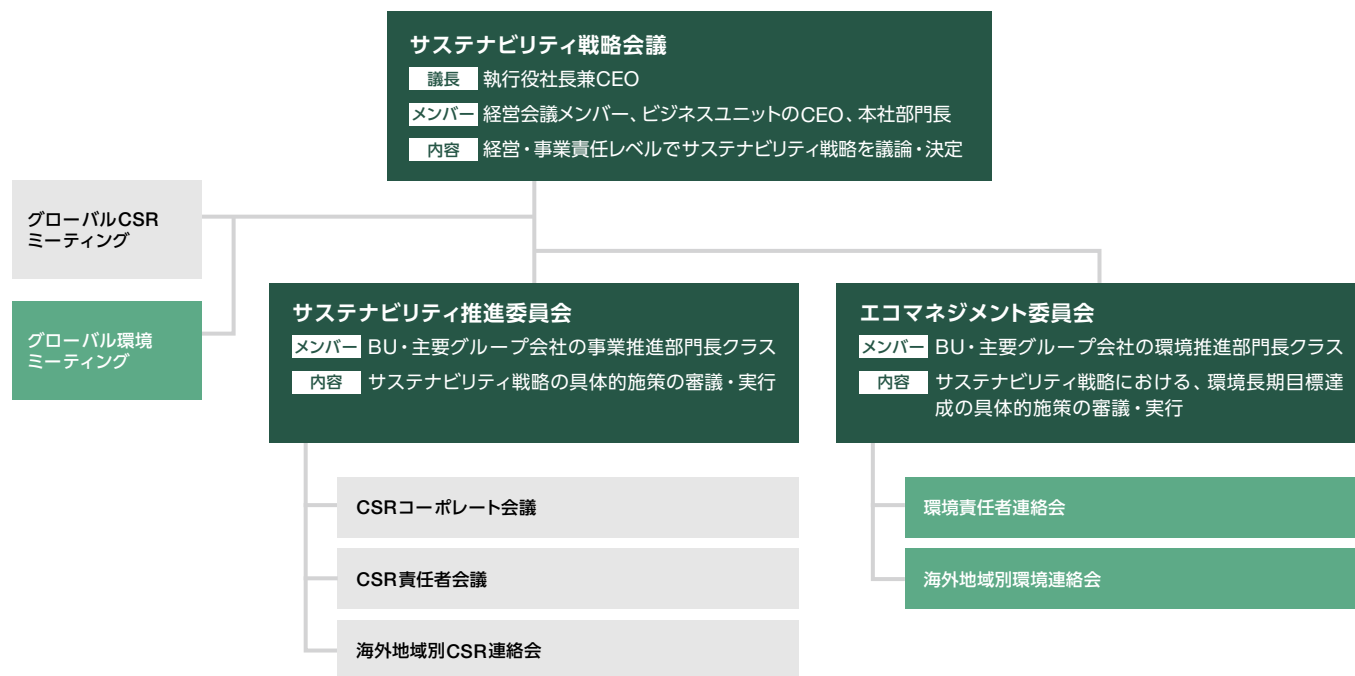 サステナビリティ戦略会議
議長 執行役社長兼CEO
メンバー 経営会議メンバー、ビジネスユニットのCEO、本社部門長
内容 経営・事業責任レベルでサステナビリティ戦略を議論・決定
グローバルCSR
ミーティング
グローバル環境
ミーティング
サステナビリティ推進委員会
メンバー BU・主要グループ会社の事業推進部門長クラス
内容 サステナビリティ戦略の具体的施策の審議・実行
エコマネジメント委員会
メンバー BU・主要グループ会社の環境推進部門長クラス
内容 サステナビリティ戦略における、環境長期目標達
成の具体的施策の審議・実行
CSRコーポレート会議
CSR責任者会議
海外地域別CSR連絡会
環境責任者連絡会
海外地域別環境連絡会